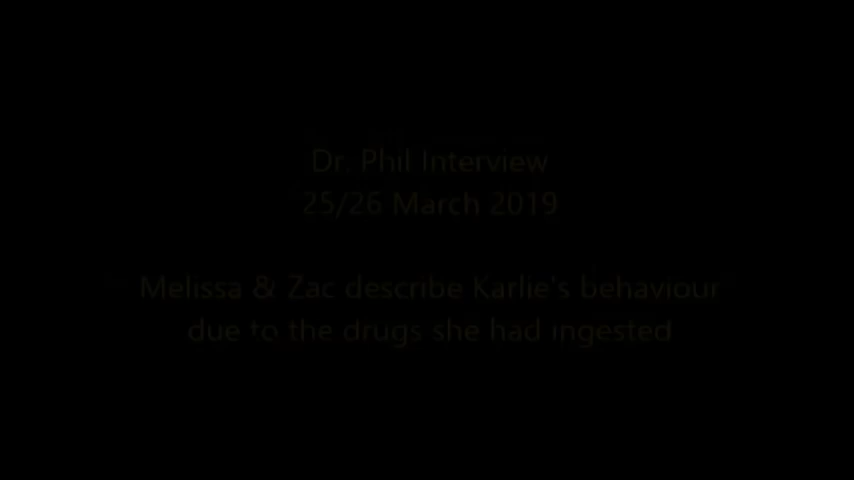 Dr. Phil Interview
25/26 March 2019
Melissa & Zac describe Karlie's behaviour
due to the drugs she had ingested